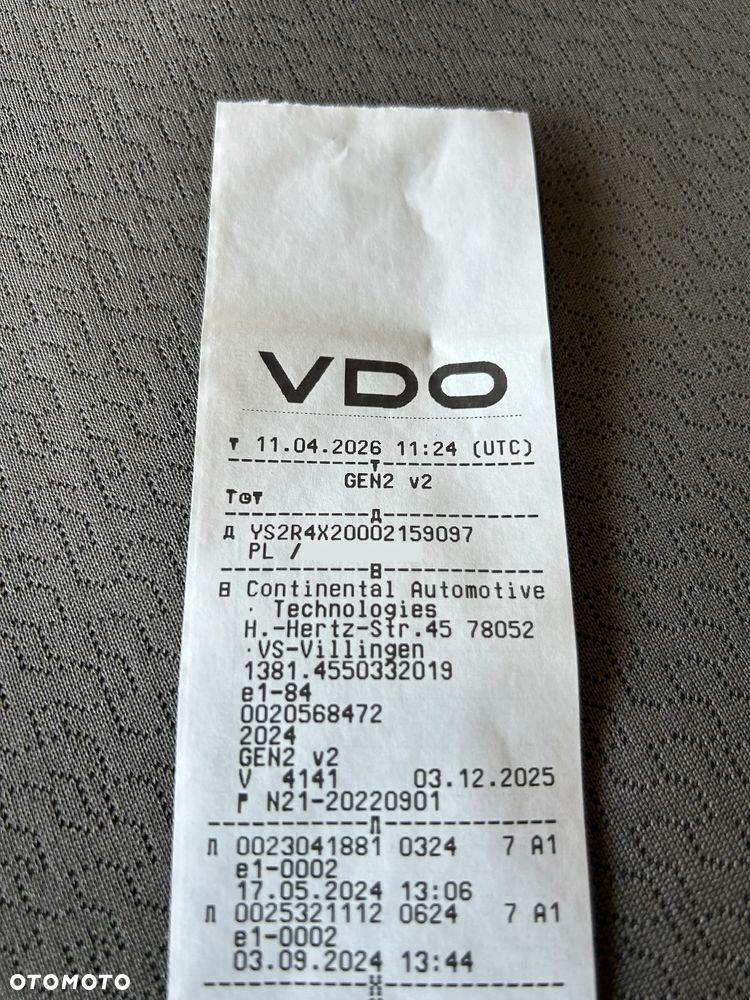 VDO
▼ 11.04.2026 11:24 (UTC)
GEN2 v2
YS2R4X20002159097
PL /
Continental Automotive
· Technologies
H.-Hertz-Str.45 78052
·VS-Villingen
1381.4550332019
e1-84
0020568472
2024
GEN2 v2
V 4141 03.12.2025
N21-20220901
0023041881 0324 7 A1
e1-0002
17.05.2024 13:06
0025321112 0624 7 A1
e1-0002
03.09.2024 13:44
OTOMOTO